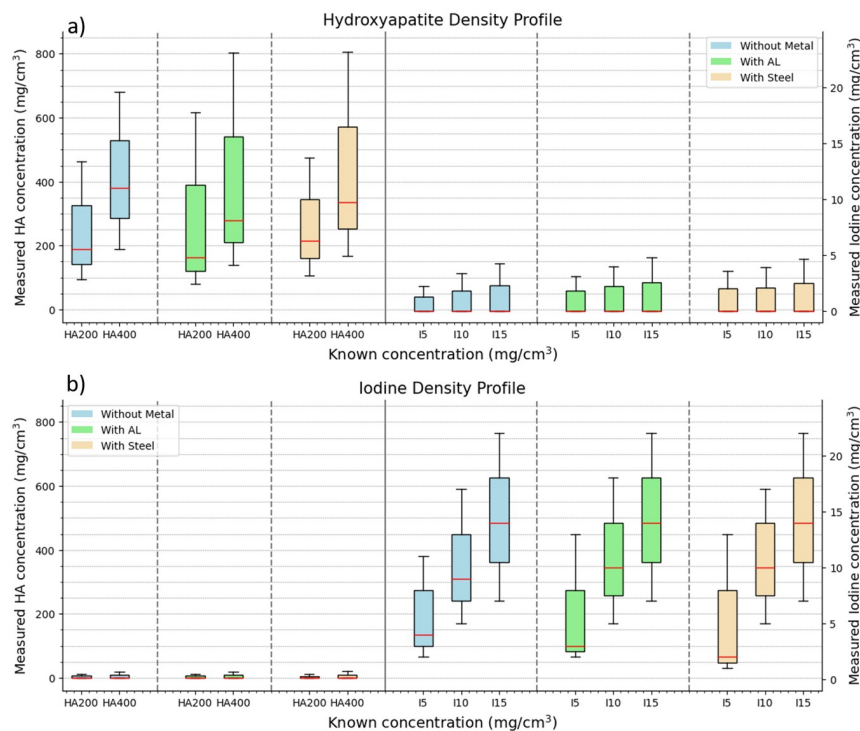 a)
Hydroxyapatite Density Profile
Measured HA concentration (mg/cm³)
800
600
400
200
0
Without Metal
With AL
With Steel
20
15
10
5
0
Measured Iodine concentration (mg/cm³)
HA200 HA400 HA200 HA400 HA200 HA400 I5 I10 I15 I5 I10 I15 I5 I10 I15
Known concentration (mg/cm³)
b)
Iodine Density Profile
Measured HA concentration (mg/cm³)
800
600
400
200
0
Without Metal
With AL
With Steel
20
15
10
5
0
Measured Iodine concentration (mg/cm³)
HA200 HA400 HA200 HA400 HA200 HA400 I5 I10 I15 I5 I10 I15 I5 I10 I15
Known concentration (mg/cm³)